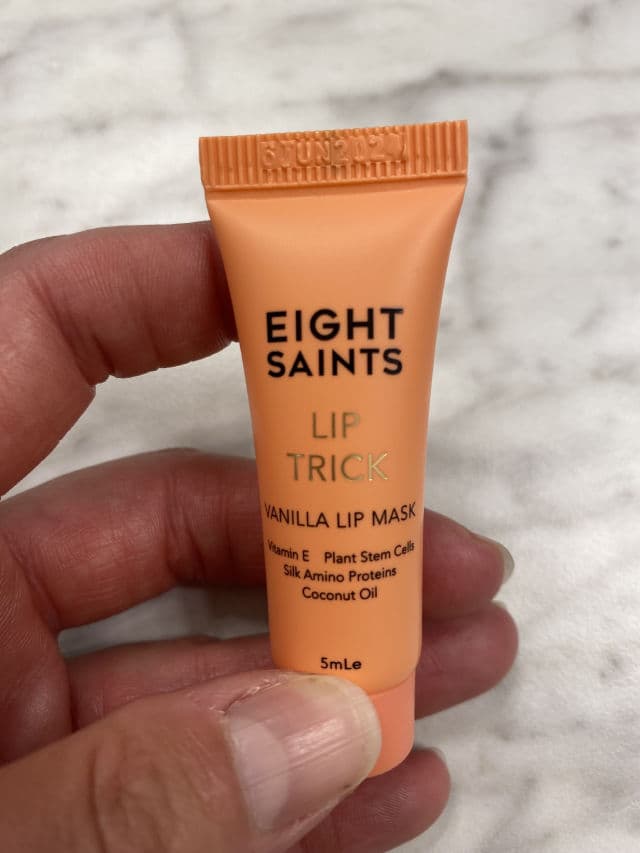 EIGHT
SAINTS
LIP
TRICK
VANILLA LIP MASK
Vitamin E Plant Stem Cells
Silk Amino Proteins
Coconut Oil
5mLe